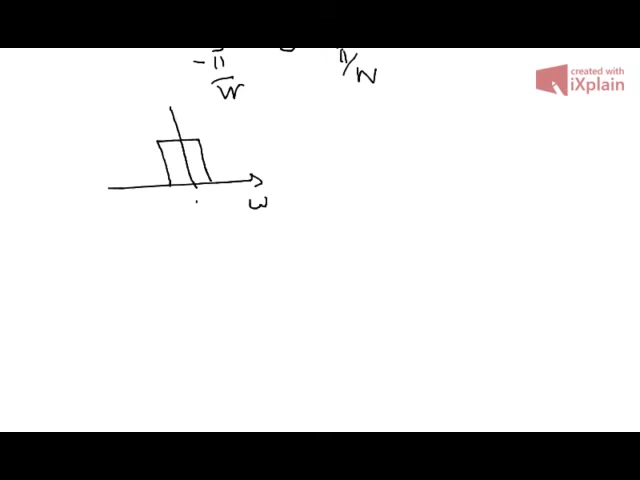 -π π/W
W
created with
iXplain
ω